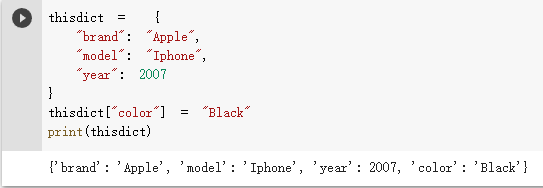 thisdict = {
    "brand": "Apple",
    "model": "Iphone",
    "year": 2007
}
thisdict["color"] = "Black"
print(thisdict)
{'brand': 'Apple', 'model': 'Iphone', 'year': 2007, 'color': 'Black'}